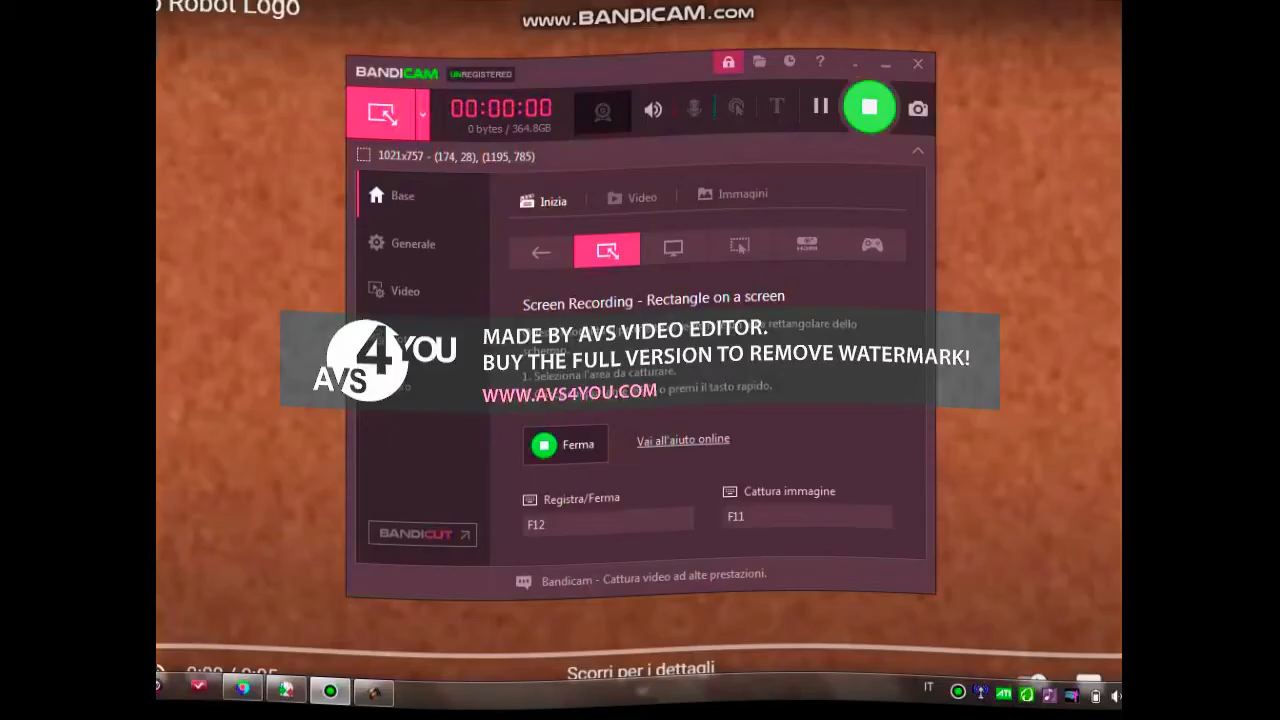 Robot Logo
www.BANDICAM.com
BANDICAM UNREGISTERED
00:00:00
0 bytes / 364.8GB
1021x757 - (174, 28), (1195, 785)
Base
Inizia
Video
Immagini
Generale
Video
Screen Recording - Rectangle on a screen
rettangolare dello
MADE BY AVS VIDEO EDITOR.
BUY THE FULL VERSION TO REMOVE WATERMARK!
AVS4YOU
1. Seleziona l'area da catturare.
o premi il tasto rapido.
WWW.AVS4YOU.COM
Ferma
Vai all'aiuto online
Registra/Ferma
Cattura immagine
F12
F11
BANDICUT
Bandicam - Cattura video ad alte prestazioni.
Scorri per i dettagli
IT